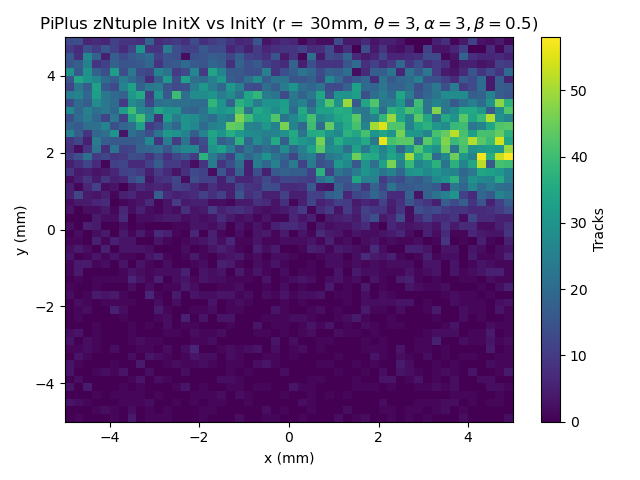 PiPlus zNtuple InitX vs InitY (r = 30mm, θ = 3, α = 3, β = 0.5)
4
2
0
−2
−4
y (mm)
−4 −2 0 2 4
x (mm)
50
40
30
20
10
0
Tracks